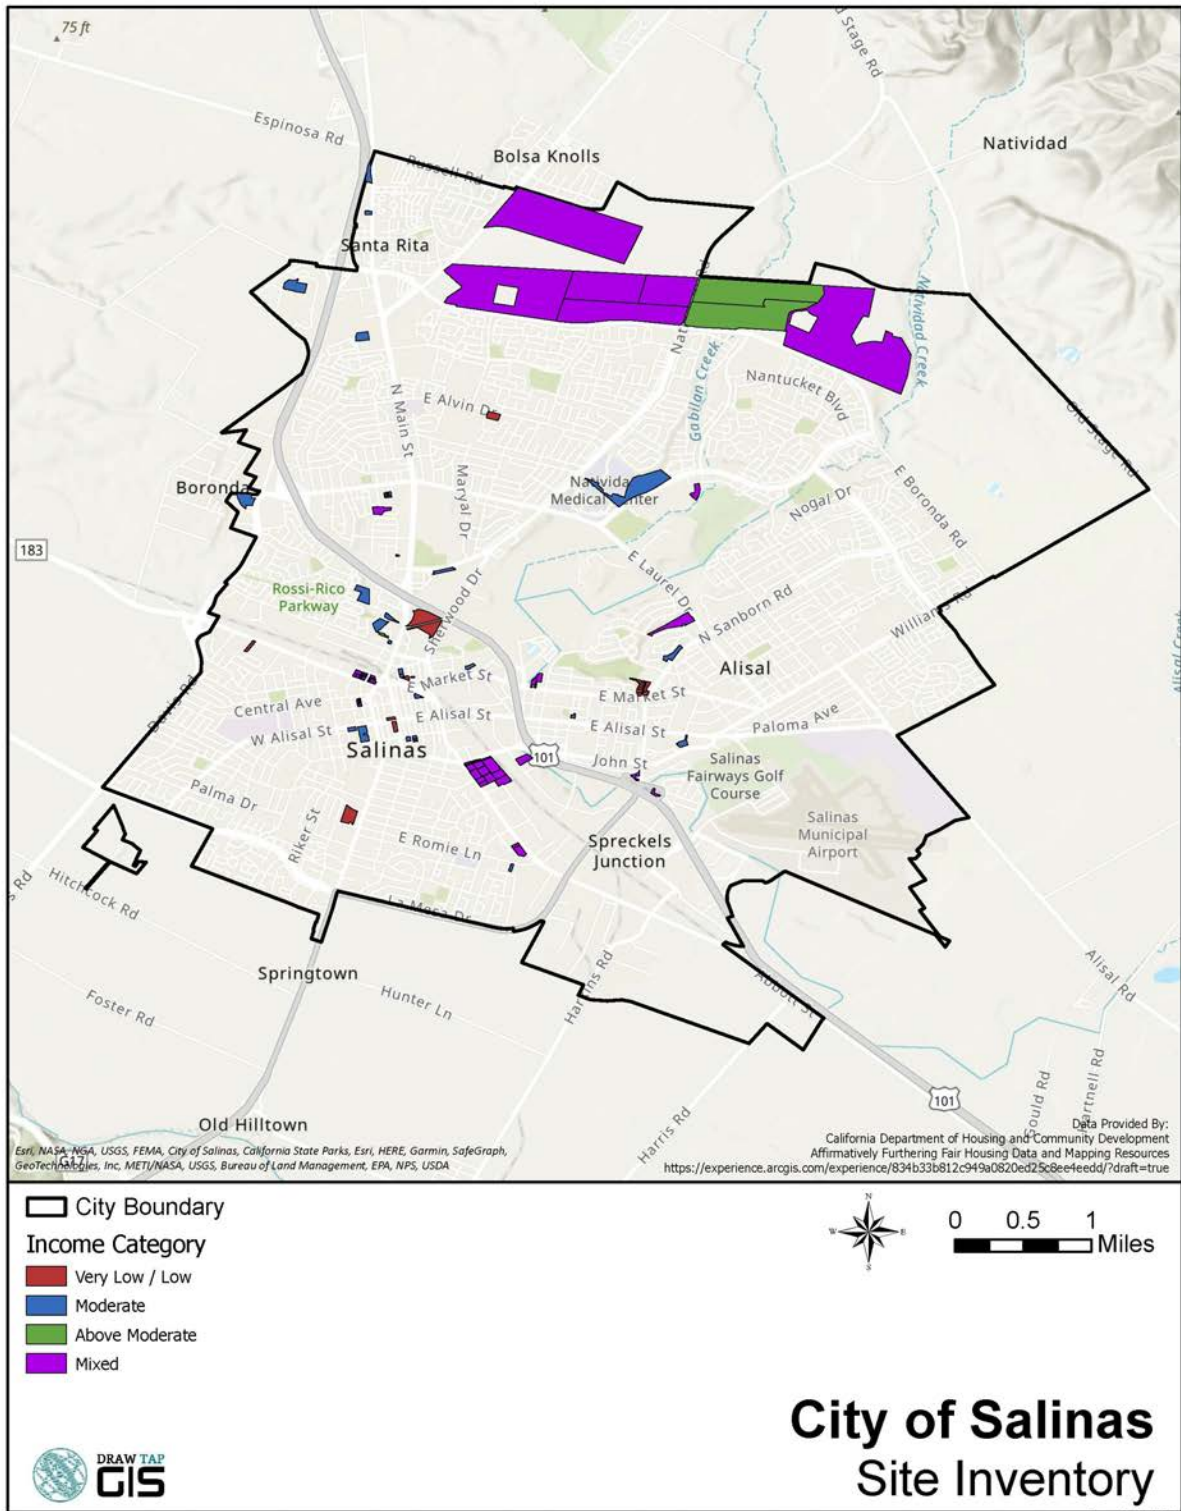 75 ft
Espinosa Rd
Russell Rd
Bolsa Knolls
d Stage Rd
Natividad
Santa Rita
Natividad Creek
Gabilan Creek
Nantucket Blvd
Old Stage Rd
N Main St
E Alvin Dr
Boronda
Maryal Dr
Natividad
Medical Center
Nogal Dr
E Boronda Rd
183
Rossi-Rico
Parkway
Sherwood Dr
E Laurel Dr
N Sanborn Rd
Williams Rd
Alisal Creek
Alisal
E Market St
E Market St
Davis Rd
Central Ave
W Alisal St
E Alisal St
E Alisal St
Paloma Ave
Salinas
101
John St
Salinas
Fairways Golf
Course
Palma Dr
Riker St
E Romie Ln
Spreckels
Junction
Salinas
Municipal
Airport
s Rd
Hitchcock Rd
La Mesa Dr
Springtown
Foster Rd
Hunter Ln
Harkins Rd
Abbott St
Alisal Rd
Old Hilltown
Harris Rd
101
Gould Rd
Hartnell Rd
G17
Esri, NASA, NGA, USGS, FEMA, City of Salinas, California State Parks, Esri, HERE, Garmin, SafeGraph,
GeoTechnologies, Inc, METI/NASA, USGS, Bureau of Land Management, EPA, NPS, USDA
Data Provided By:
California Department of Housing and Community Development
Affirmatively Furthering Fair Housing Data and Mapping Resources
https://experience.arcgis.com/experience/834b33b812c949a0820ed25c8ee4eedd/?draft=true
City Boundary
Income Category
Very Low / Low
Moderate
Above Moderate
Mixed
N
W E
S
0 0.5 1
Miles
City of Salinas
Site Inventory
DRAW TAP
GIS